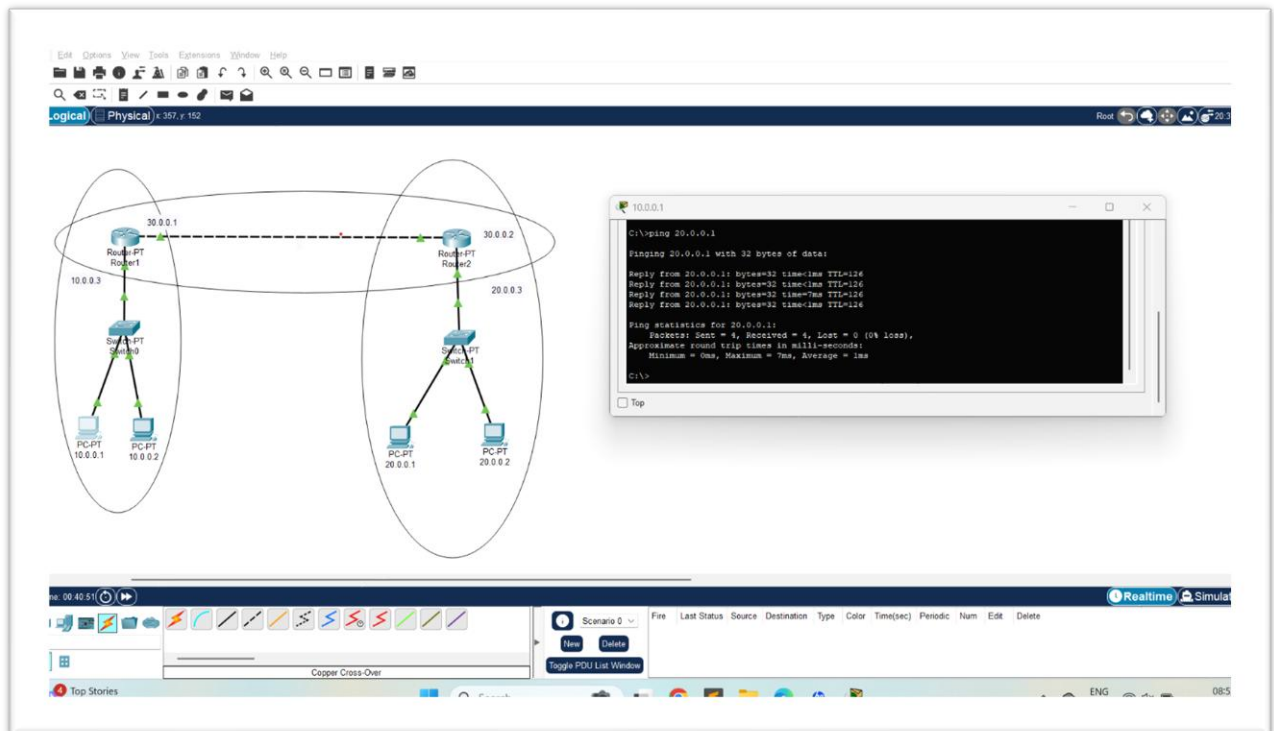 Edit Options View Tools Extensions Window Help
Logical Physical x: 357, y: 152
Root
30.0.0.1
30.0.0.2
Router-PT
Router1
Router-PT
Router2
10.0.0.3
20.0.0.3
Switch-PT
Switch0
Switch-PT
Switch1
PC-PT
10.0.0.1
PC-PT
10.0.0.2
PC-PT
20.0.0.1
PC-PT
20.0.0.2
10.0.0.1
C:\>ping 20.0.0.1
Pinging 20.0.0.1 with 32 bytes of data:
Reply from 20.0.0.1: bytes=32 time<1ms TTL=126
Reply from 20.0.0.1: bytes=32 time<1ms TTL=126
Reply from 20.0.0.1: bytes=32 time=7ms TTL=126
Reply from 20.0.0.1: bytes=32 time<1ms TTL=126
Ping statistics for 20.0.0.1:
Packets: Sent = 4, Received = 4, Lost = 0 (0% loss),
Approximate round trip times in milli-seconds:
Minimum = 0ms, Maximum = 7ms, Average = 1ms
C:\>
Top
me: 00:40:51
Realtime Simulat
Scenario 0
New Delete
Toggle PDU List Window
Fire Last Status Source Destination Type Color Time(sec) Periodic Num Edit Delete
Copper Cross-Over
4 Top Stories
ENG
08:5